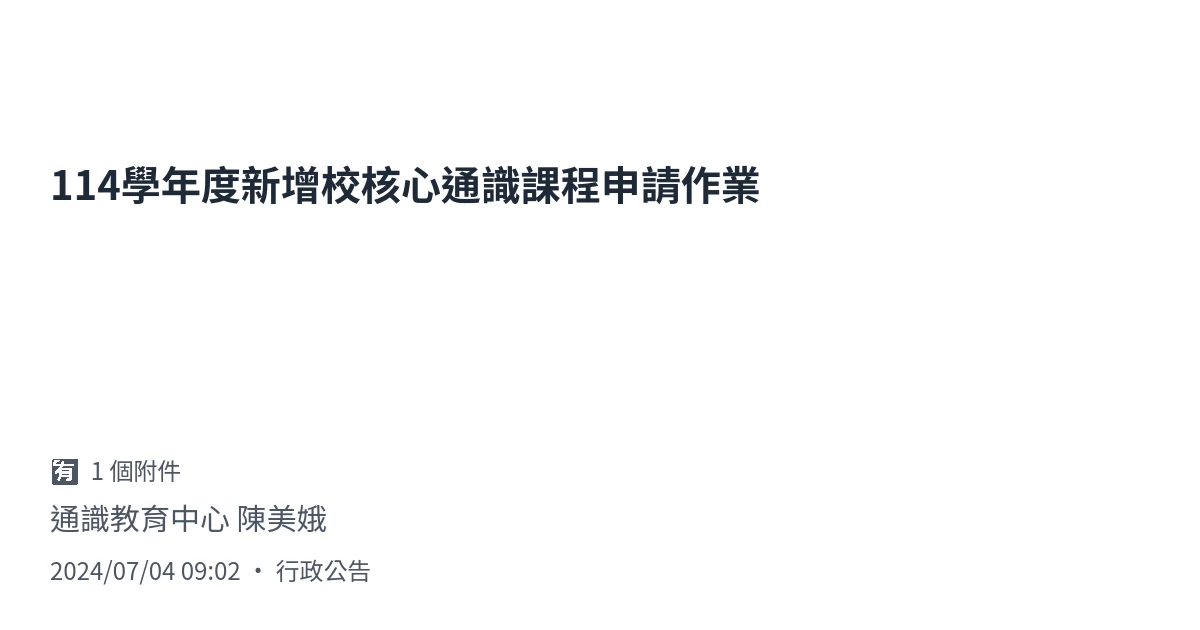 114學年度新增校核心通識課程申請作業
🈶 1 個附件
通識教育中心 陳美娥
2024/07/04 09:02 • 行政公告